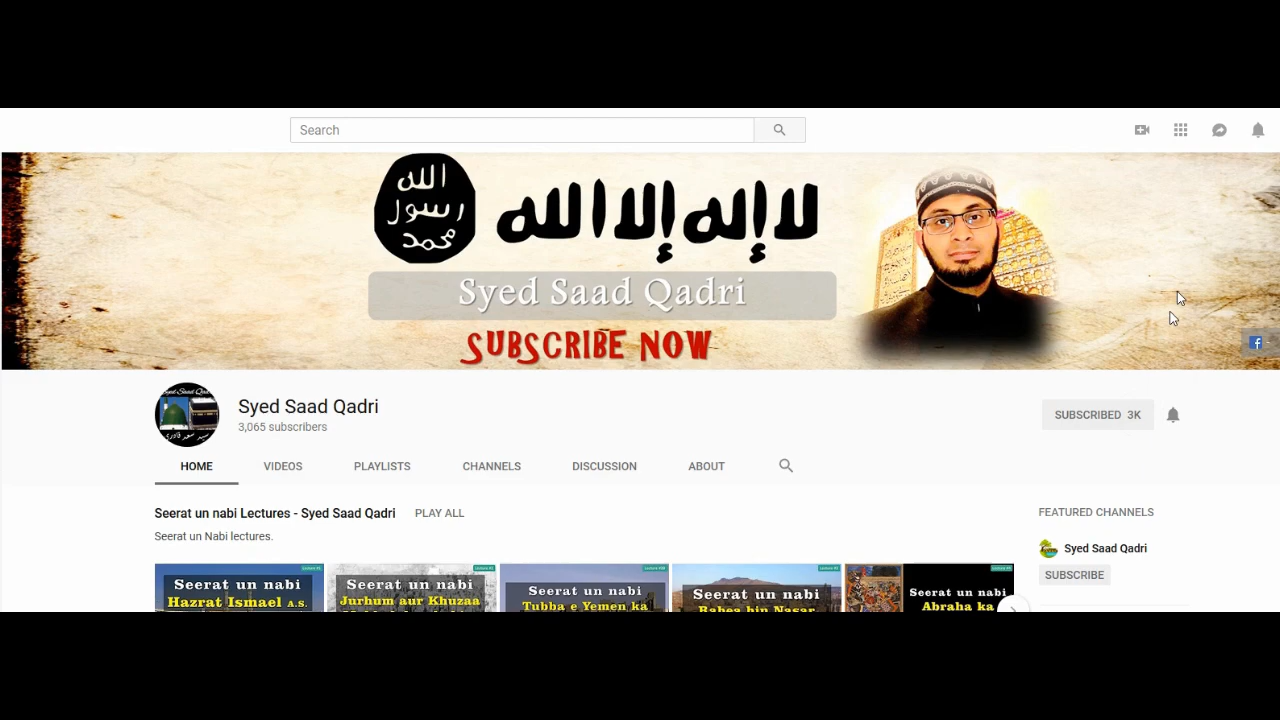 Search
الله
رسول
محمد
لا إله إلا الله
Syed Saad Qadri
SUBSCRIBE NOW
Syed Saad Qadri
3,065 subscribers
SUBSCRIBED 3K
HOME VIDEOS PLAYLISTS CHANNELS DISCUSSION ABOUT
Seerat un nabi Lectures - Syed Saad Qadri PLAY ALL
Seerat un Nabi lectures.
FEATURED CHANNELS
Syed Saad Qadri
SUBSCRIBE
Seerat un nabi
Hazrat Ismael A.S.
Seerat un nabi
Jurhum aur Khuzaa
Seerat un nabi
Tubba e Yemen ka
Seerat un nabi
Rabea bin Nasar
Seerat un nabi
Abraha ka